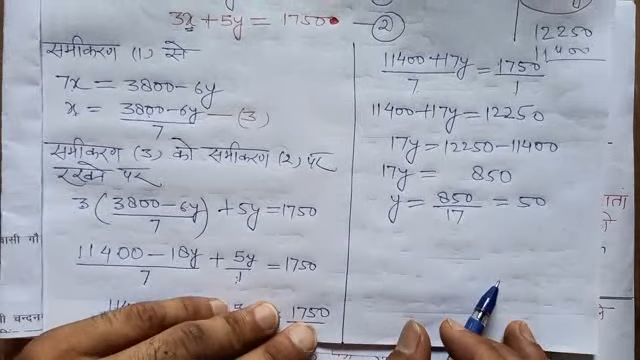 3x + 5y = 1750 — (2)
समीकरण (1) से
7x = 3800 - 6y
x = 3800 - 6y / 7 — (3)
समीकरण (3) को समीकरण (2) पर
रखने पर
3 (3800 - 6y / 7) + 5y = 1750
11400 - 18y / 7 + 5y / 1 = 1750
1750
12250
11400
11400 + 17y / 7 = 1750 / 1
11400 + 17y = 12250
17y = 12250 - 11400
17y = 850
y = 850 / 17 = 50